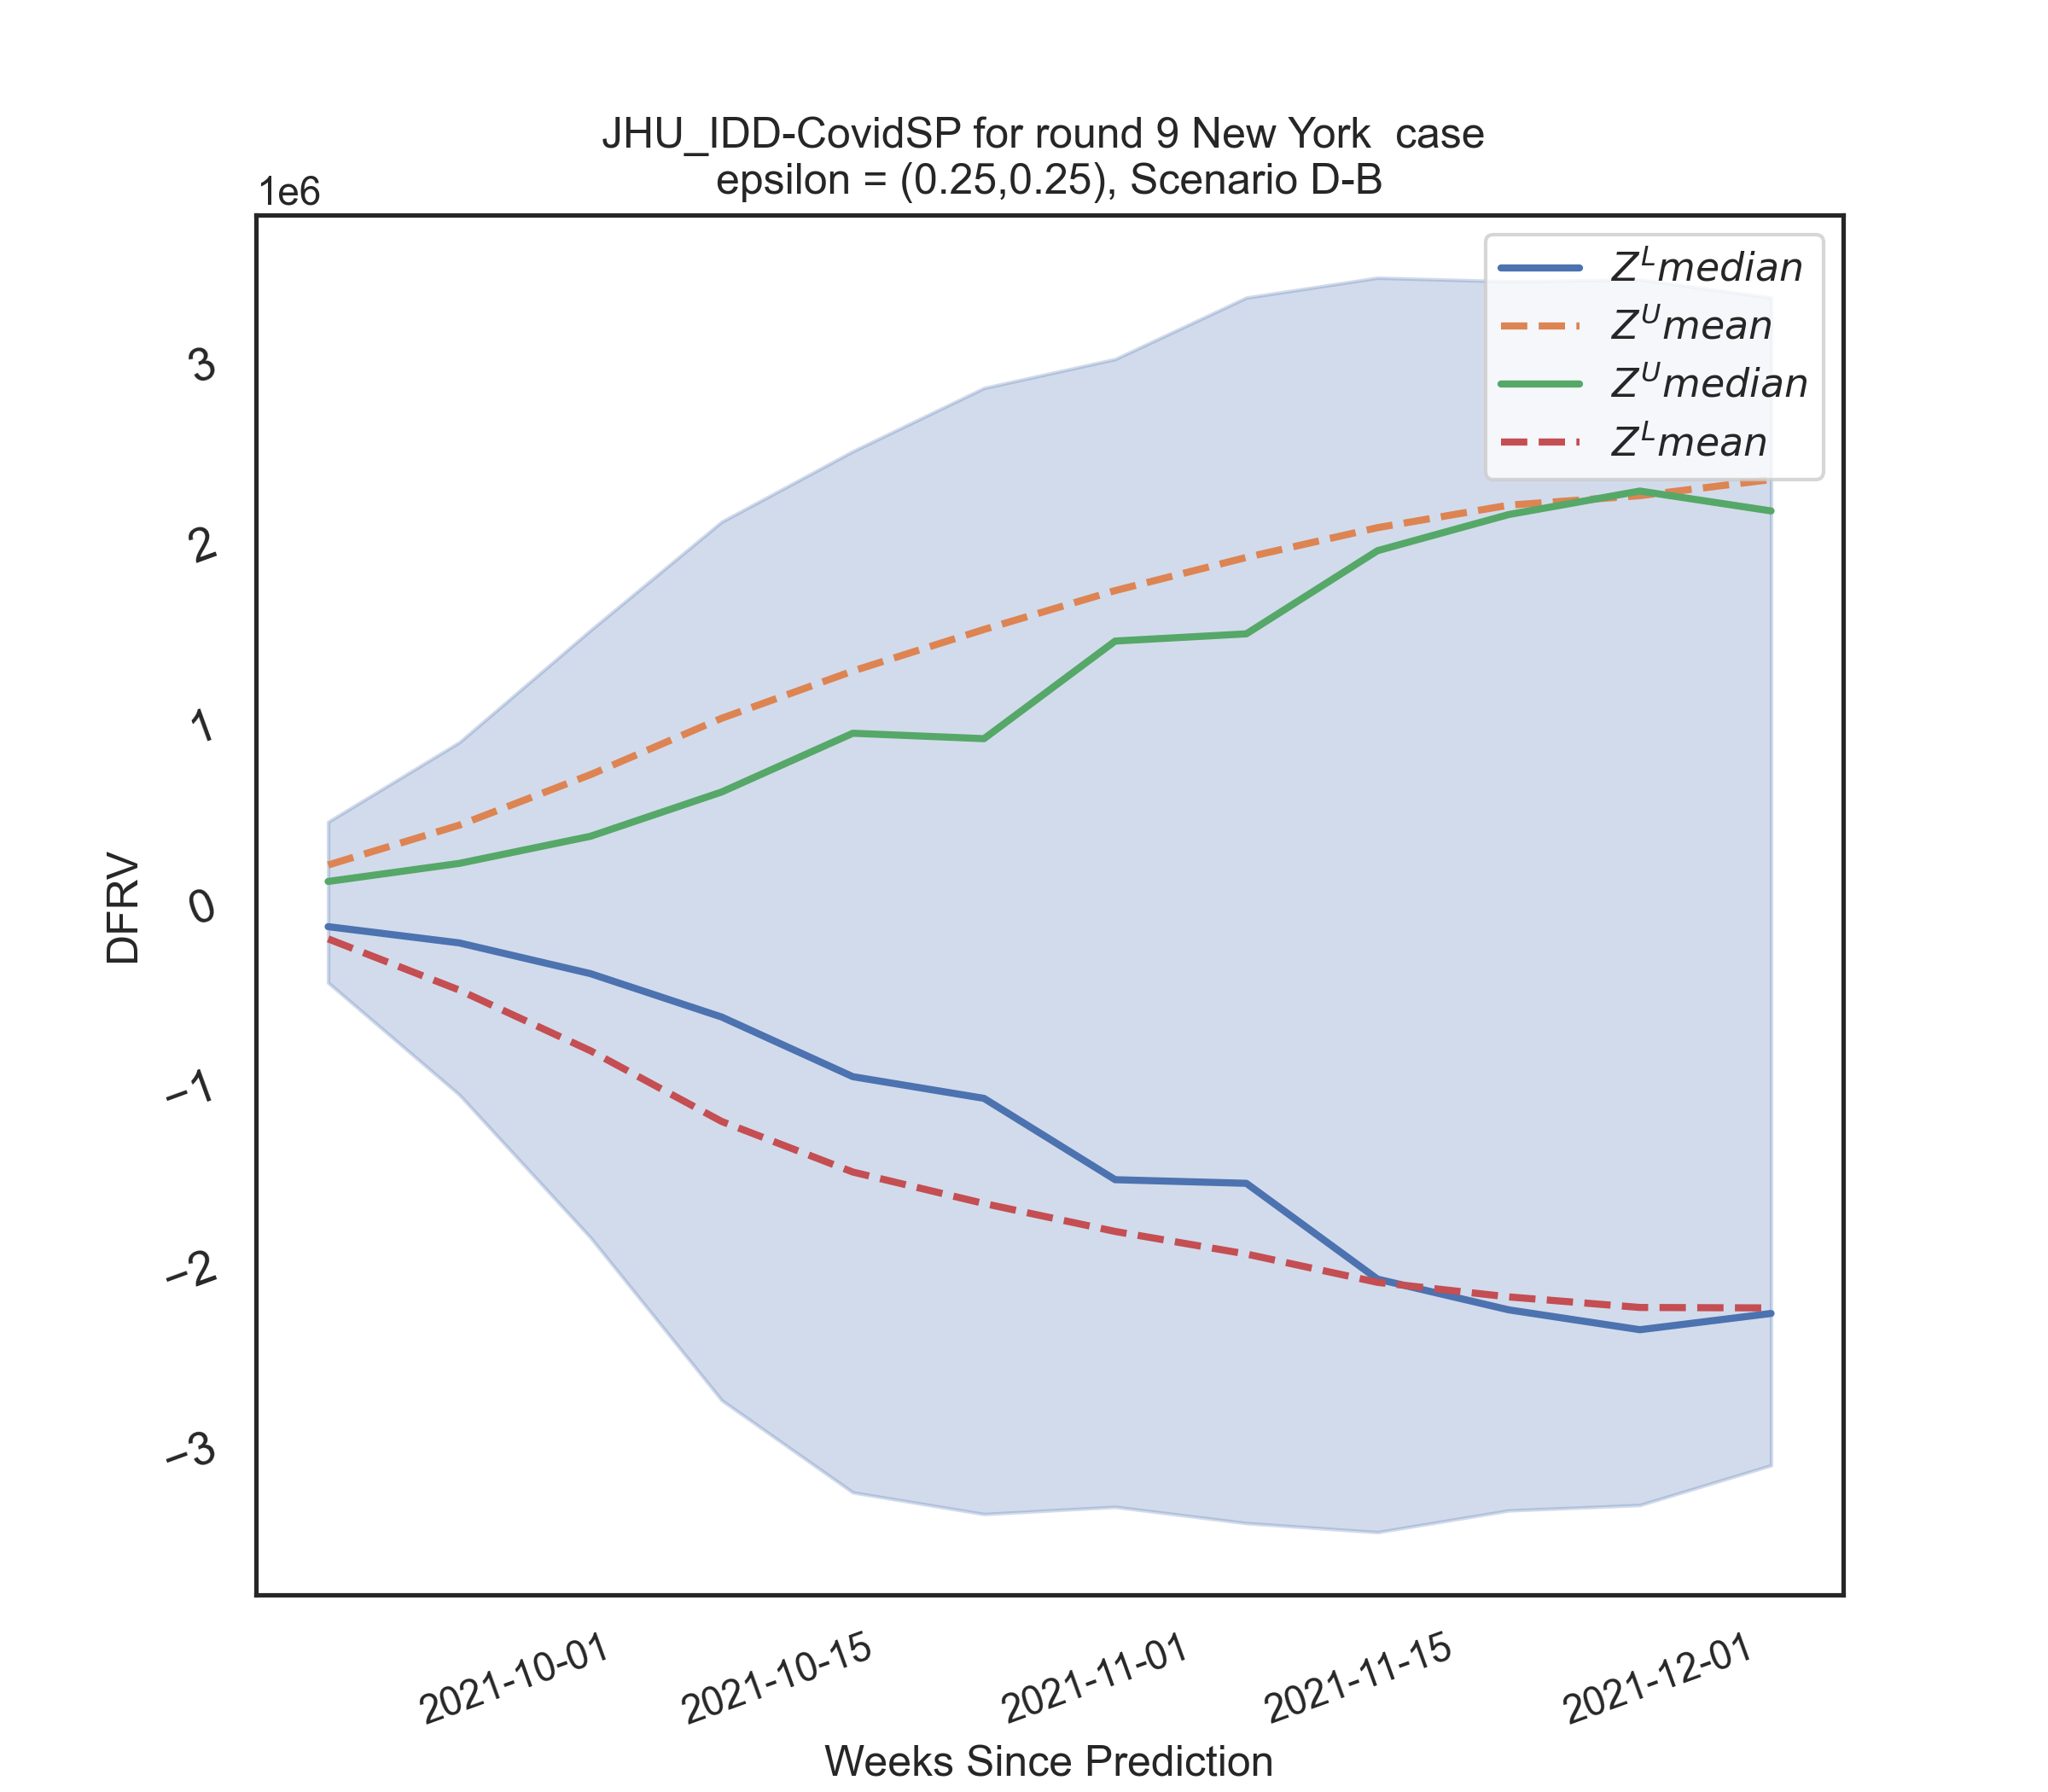 JHU_IDD-CovidSP for round 9 New York  case
epsilon = (0.25,0.25), Scenario D-B
1e6
Z^L median
Z^U mean
Z^U median
Z^L mean
3
2
1
0
−1
−2
−3
DFRV
2021-10-01
2021-10-15
2021-11-01
2021-11-15
2021-12-01
Weeks Since Prediction